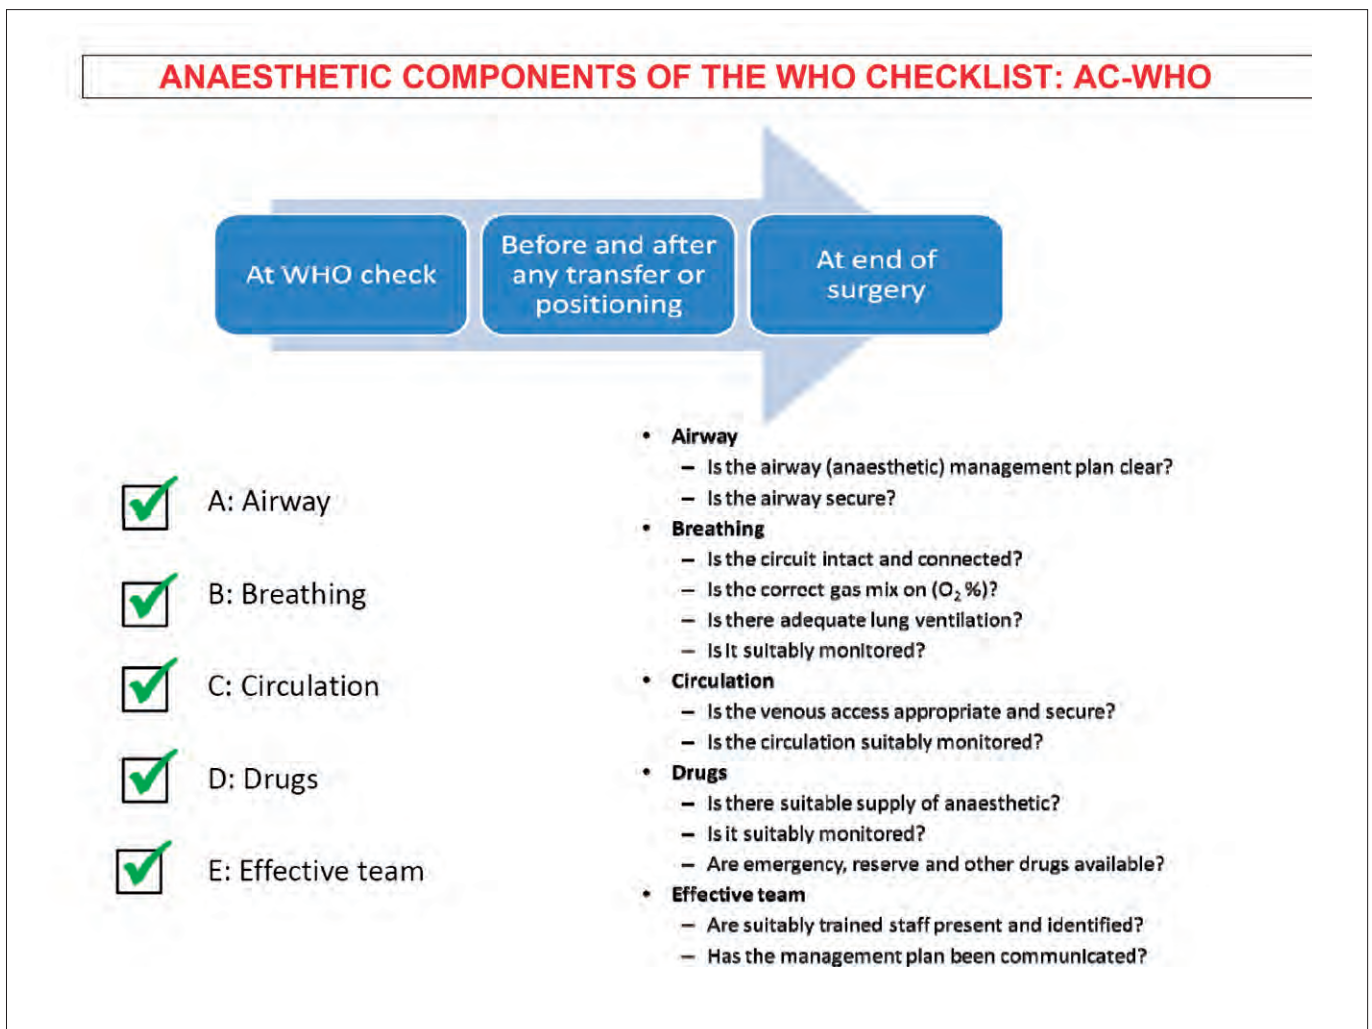 ANAESTHETIC COMPONENTS OF THE WHO CHECKLIST: AC-WHO
At WHO check
Before and after
any transfer or
positioning
At end of
surgery
A: Airway
B: Breathing
C: Circulation
D: Drugs
E: Effective team
• Airway
– Is the airway (anaesthetic) management plan clear?
– Is the airway secure?
• Breathing
– Is the circuit intact and connected?
– Is the correct gas mix on (O₂ %)?
– Is there adequate lung ventilation?
– Is it suitably monitored?
• Circulation
– Is the venous access appropriate and secure?
– Is the circulation suitably monitored?
• Drugs
– Is there suitable supply of anaesthetic?
– Is it suitably monitored?
– Are emergency, reserve and other drugs available?
• Effective team
– Are suitably trained staff present and identified?
– Has the management plan been communicated?